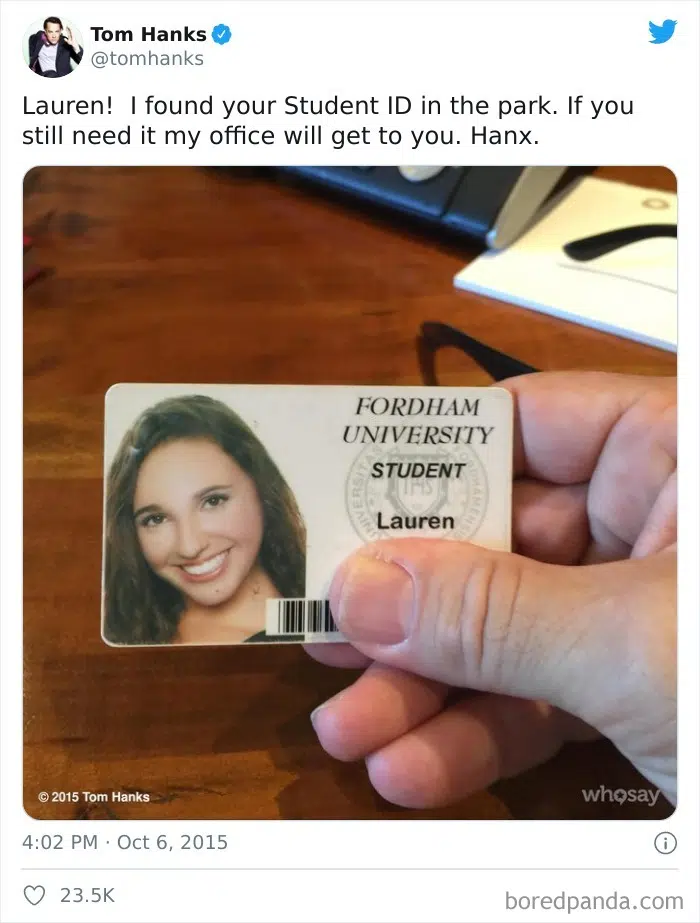 Tom Hanks
@tomhanks
Lauren!  I found your Student ID in the park. If you
still need it my office will get to you. Hanx.
FORDHAM
UNIVERSITY
STUDENT
IHS
Lauren
© 2015 Tom Hanks
whosay
4:02 PM · Oct 6, 2015
23.5K
boredpanda.com